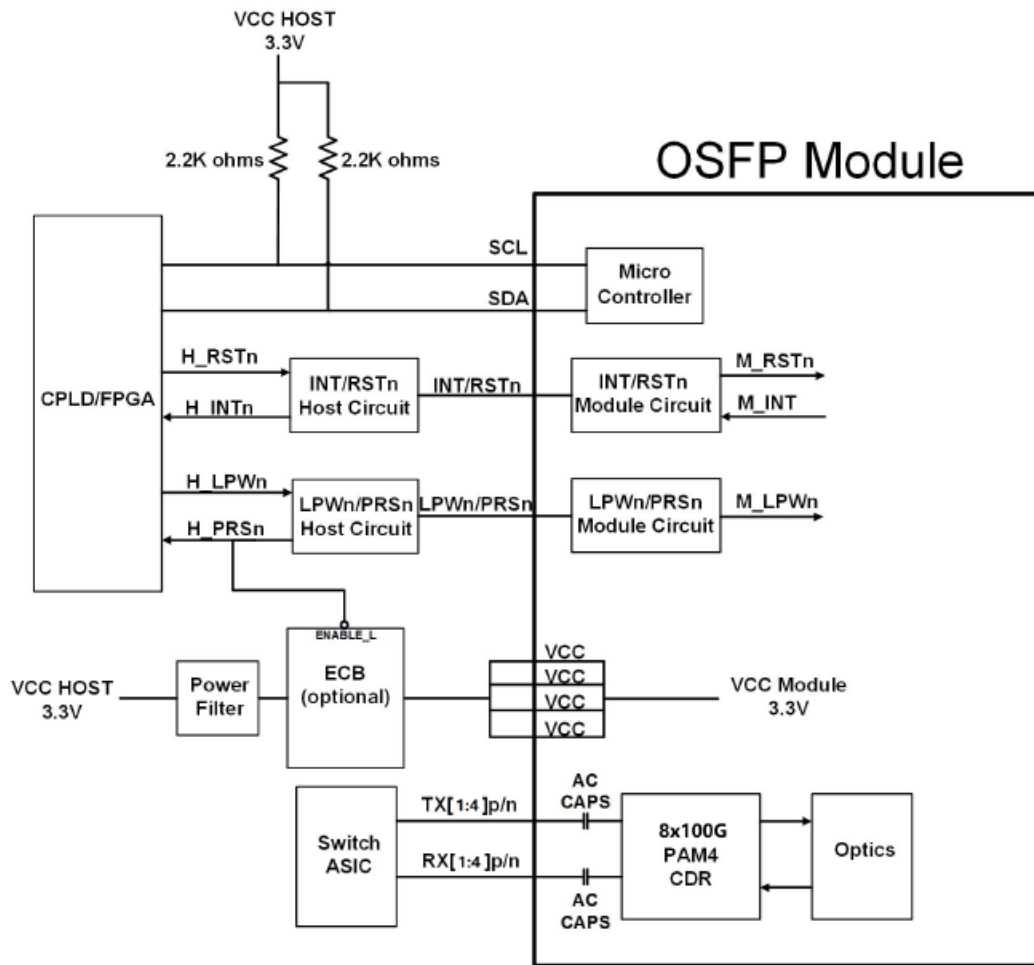 VCC HOST
3.3V
2.2K ohms
2.2K ohms
OSFP Module
SCL
SDA
Micro
Controller
CPLD/FPGA
H_RSTn
H_INTn
INT/RSTn
Host Circuit
INT/RSTn
INT/RSTn
Module Circuit
M_RSTn
M_INT
H_LPWn
H_PRSn
LPWn/PRSn
Host Circuit
LPWn/PRSn
LPWn/PRSn
Module Circuit
M_LPWn
ENABLE_L
ECB
(optional)
VCC HOST
3.3V
Power
Filter
VCC
VCC
VCC
VCC
VCC Module
3.3V
Switch
ASIC
TX[1:4]p/n
RX[1:4]p/n
AC
CAPS
AC
CAPS
8x100G
PAM4
CDR
Optics